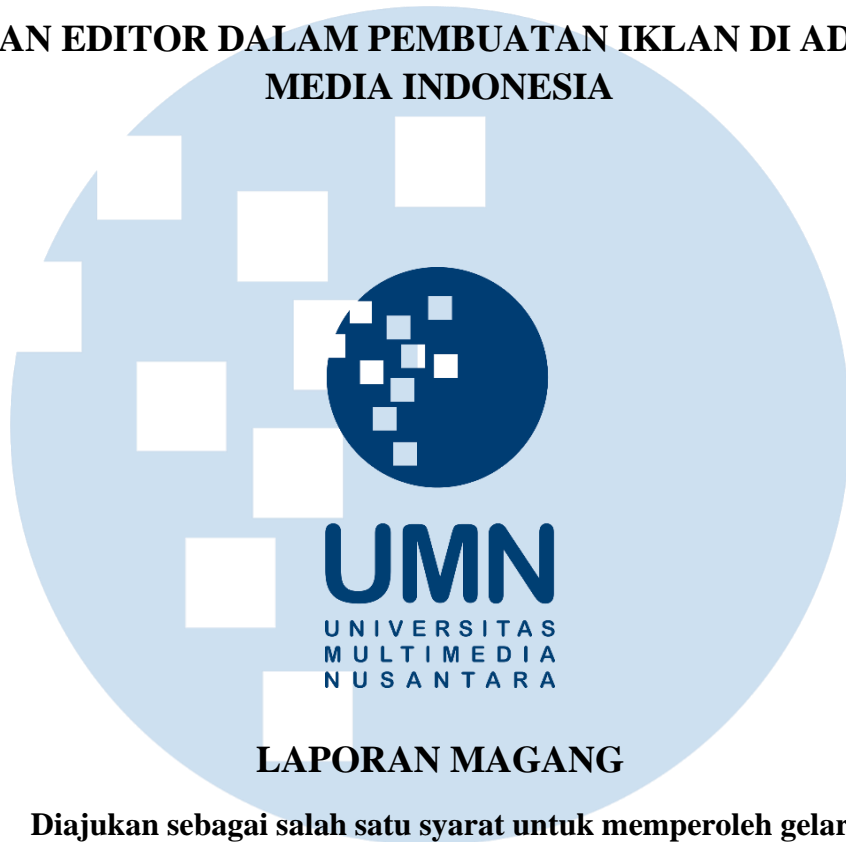 AN EDITOR DALAM PEMBUATAN IKLAN DI AD
MEDIA INDONESIA
UMN
UNIVERSITAS
MULTIMEDIA
NUSANTARA
LAPORAN MAGANG
Diajukan sebagai salah satu syarat untuk memperoleh gelar